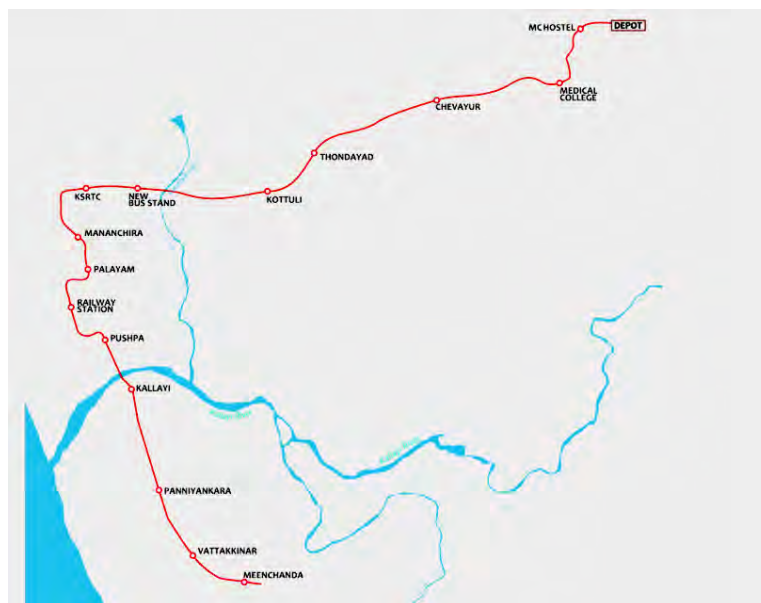 MC HOSTEL
DEPOT
MEDICAL
COLLEGE
CHEVAYUR
THONDAYAD
KOTTULI
NEW
BUS STAND
KSRTC
MANANCHIRA
PALAYAM
RAILWAY
STATION
PUSHPA
KALLAYI
PANNIYANKARA
VATTAKKINAR
MEENCHANDA